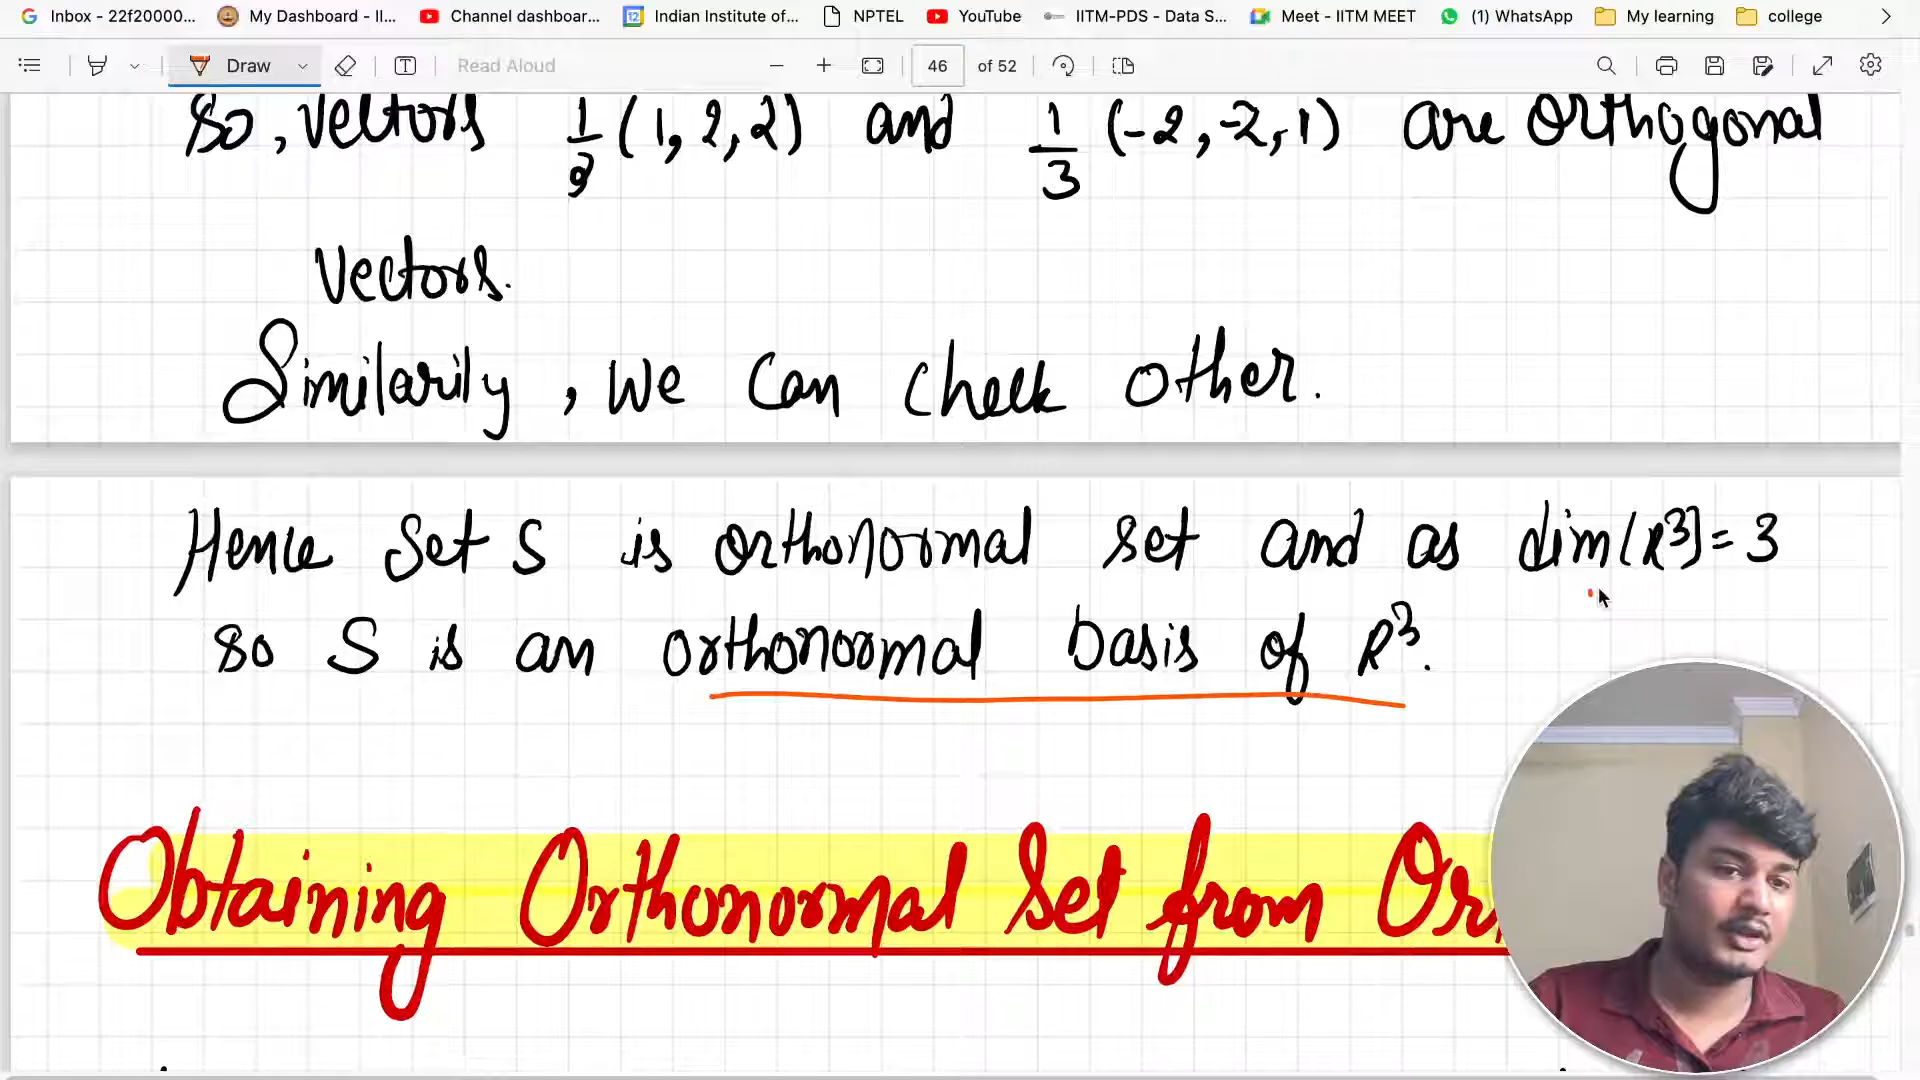 Inbox - 22f20000... My Dashboard - II... Channel dashboar... Indian Institute of... NPTEL YouTube IITM-PDS - Data S... Meet - IITM MEET (1) WhatsApp My learning college
Draw Read Aloud 46 of 52
So, vectors 1/3 (1, 2, 2) and 1/3 (-2, -2, 1) are orthogonal
Vectors.
Similarily, we can check other.
Hence set S is orthonormal set and as dim(R³) = 3
so S is an orthonormal basis of R³.
Obtaining Orthonormal Set from Or